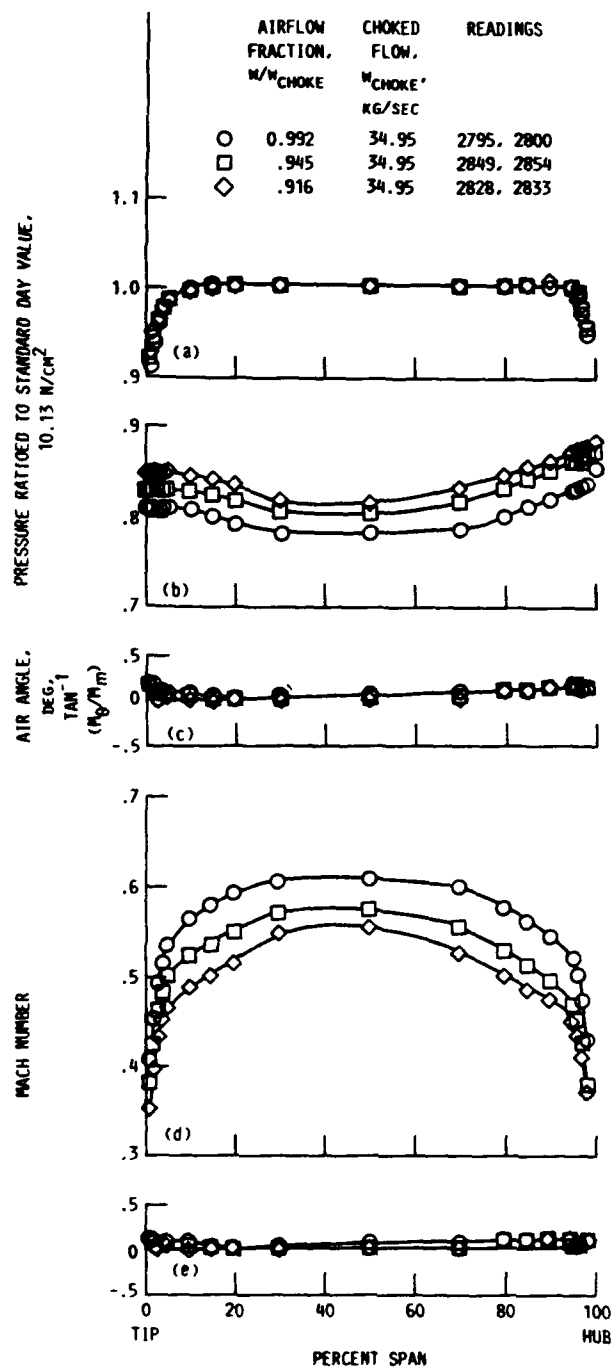 AIRFLOW FRACTION, W/W_CHOKE CHOKED FLOW, W_CHOKE, KG/SEC READINGS
○ 0.992 34.95 2795, 2800
□ .945 34.95 2849, 2854
◇ .916 34.95 2828, 2833
PRESSURE RATIOED TO STANDARD DAY VALUE,
10.13 N/CM²
1.1
1.0
.9
(a)
.9
.8
.7
(b)
AIR ANGLE,
DEG,
TAN⁻¹
(M_θ/M_m)
.5
0
-.5
(c)
MACH NUMBER
.7
.6
.5
.4
.3
(d)
.5
0
-.5
(e)
0 20 40 60 80 100
TIP HUB
PERCENT SPAN